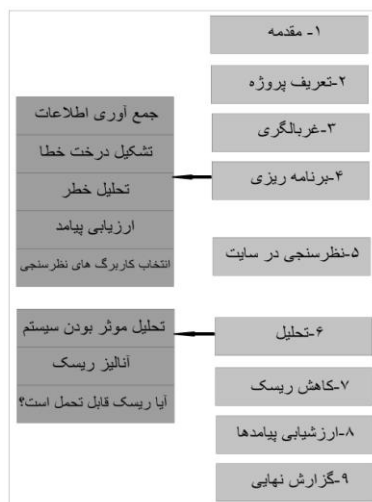 ۱- مقدمه
۲-تعریف پروژه
۳-غربالگری
۴-برنامه ریزی
جمع آوری اطلاعات
تشکیل درخت خطا
تحلیل خطر
ارزیابی پیامد
انتخاب کاربرگ های نظرسنجی
۵-نظرسنجی در سایت
۶-تحلیل
تحلیل موثر بودن سیستم
آنالیز ریسک
آیا ریسک قابل تحمل است؟
۷-کاهش ریسک
۸-ارزشیابی پیامدها
۹-گزارش نهایی